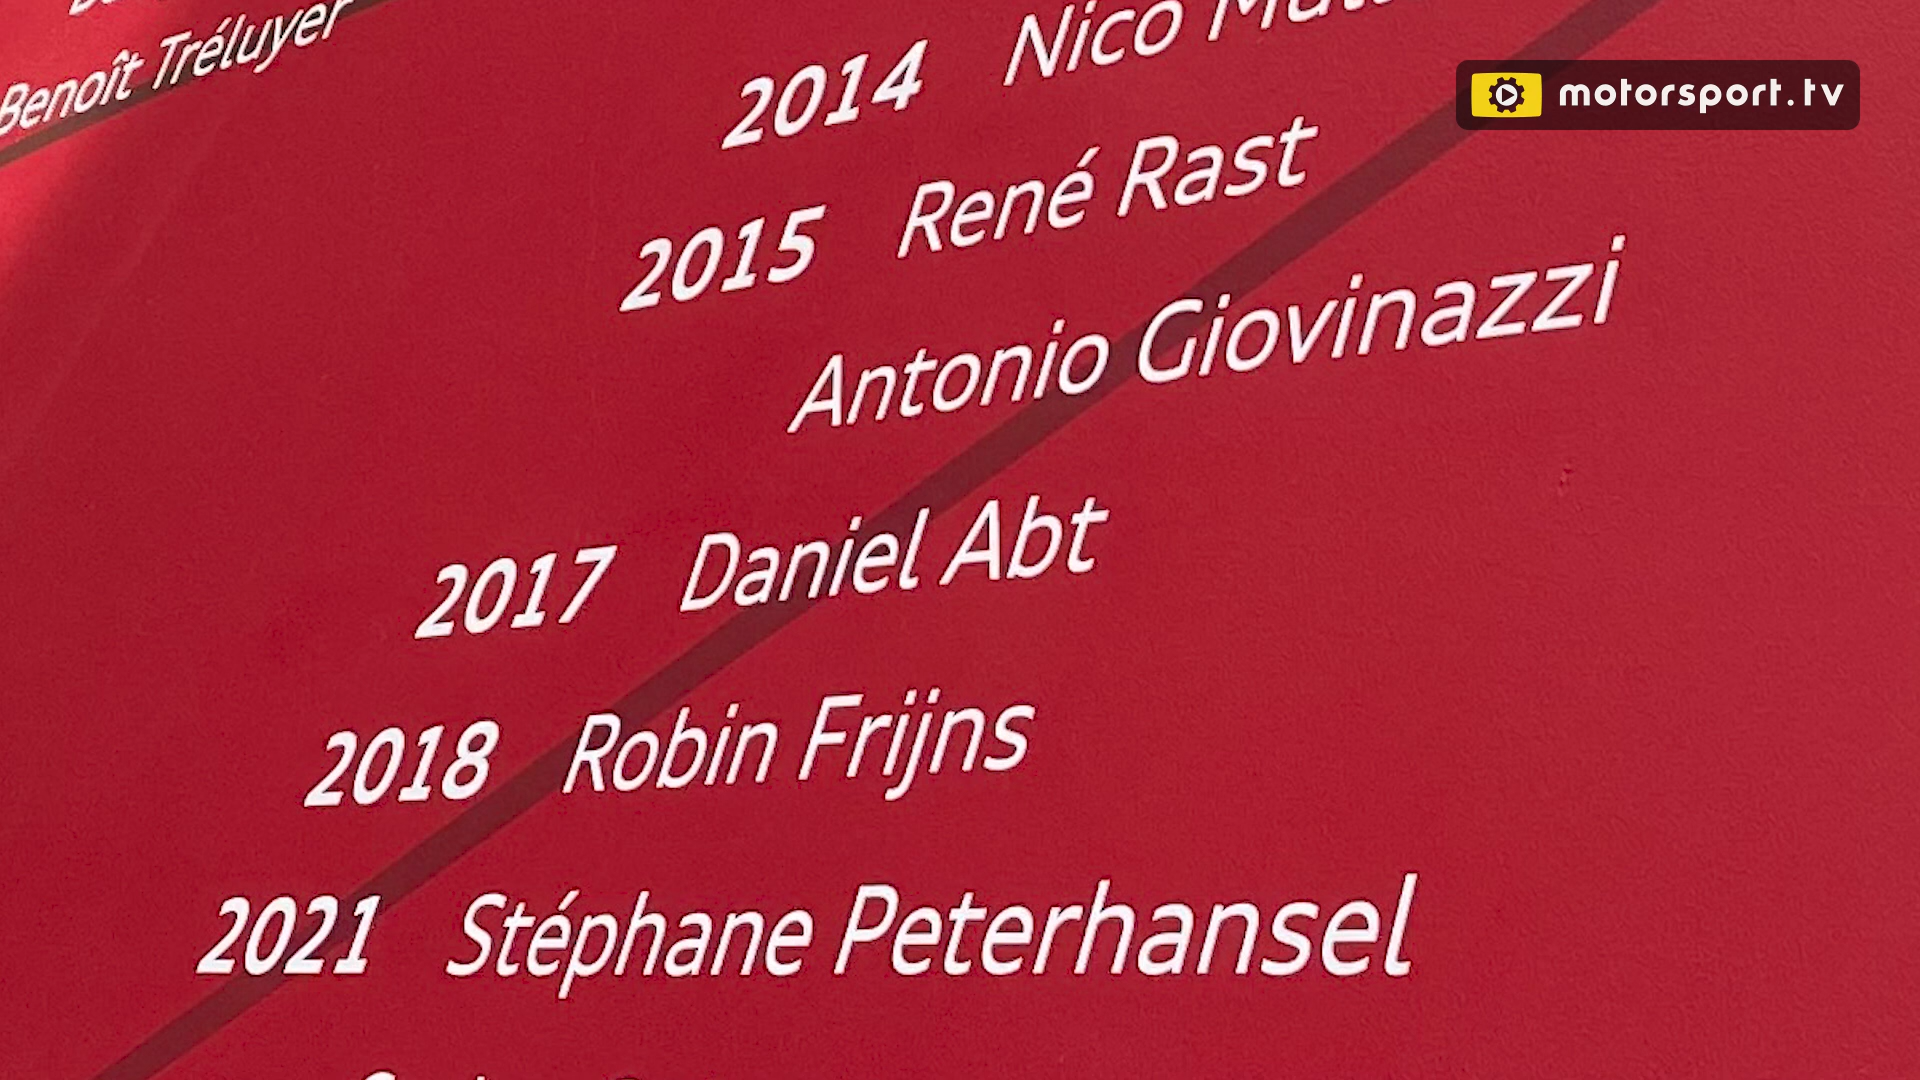 Benoît Tréluyer
2014 Nico
motorsport.tv
2015 René Rast
Antonio Giovinazzi
2017 Daniel Abt
2018 Robin Frijns
2021 Stéphane Peterhansel